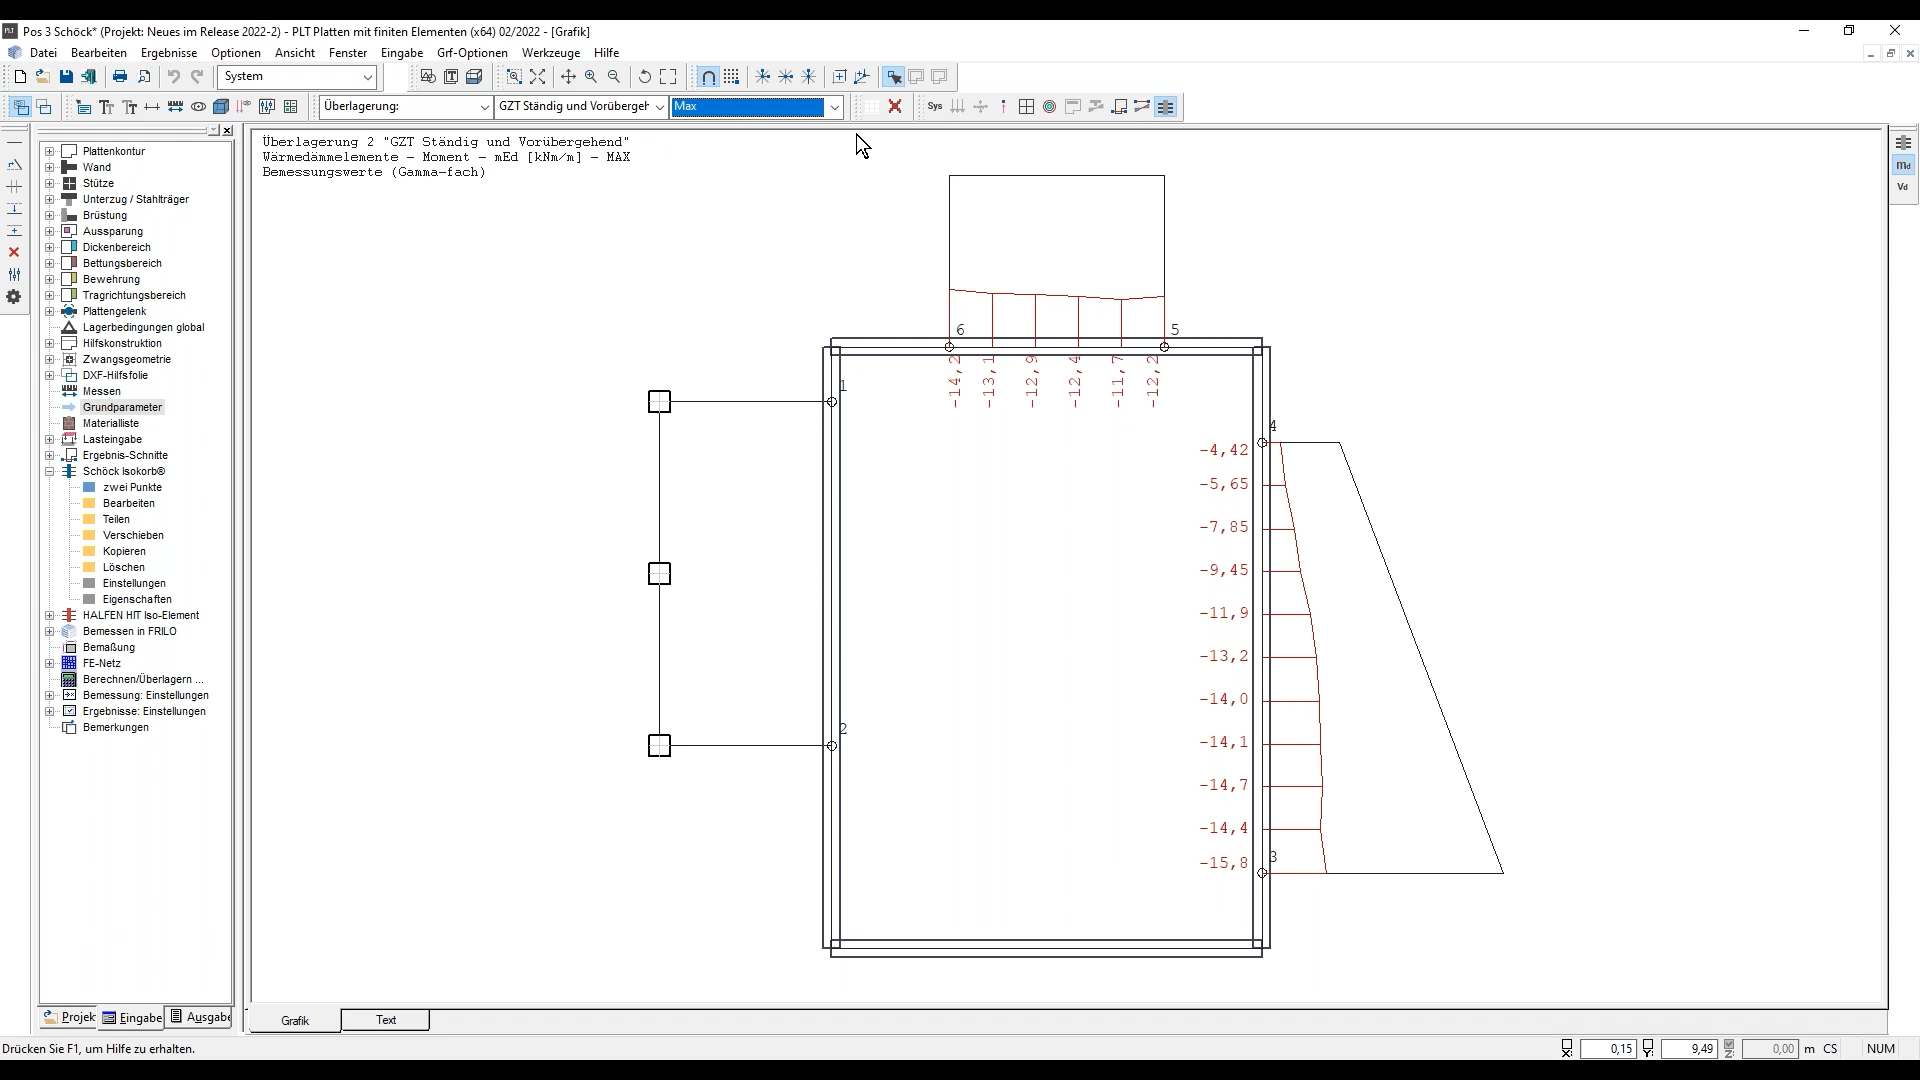 PLT Pos 3 Schöck* (Projekt: Neues im Release 2022-2) - PLT Platten mit finiten Elementen (x64) 02/2022 - [Grafik]
Datei Bearbeiten Ergebnisse Optionen Ansicht Fenster Eingabe Grf-Optionen Werkzeuge Hilfe
System
Überlagerung: GZT Ständig und Vorübergeh Max Sys
Plattenkontur
Wand
Stütze
Unterzug / Stahlträger
Brüstung
Aussparung
Dickenbereich
Bettungsbereich
Bewehrung
Tragrichtungsbereich
Plattengelenk
Lagerbedingungen global
Hilfskonstruktion
Zwangsgeometrie
DXF-Hilfsfolie
Messen
Grundparameter
Materialliste
Lasteingabe
Ergebnis-Schnitte
Schöck Isokorb®
zwei Punkte
Bearbeiten
Teilen
Verschieben
Kopieren
Löschen
Einstellungen
Eigenschaften
HALFEN HIT Iso-Element
Bemessen in FRILO
Bemaßung
FE-Netz
Berechnen/Überlagern ...
Bemessung: Einstellungen
Ergebnisse: Einstellungen
Bemerkungen
Projekt Eingabe Ausgabe
Überlagerung 2 "GZT Ständig und Vorübergehend"
Wärmedämmelemente - Moment - mEd [kNm/m] - MAX
Bemessungswerte (Gamma-fach)
6 5
-14,2 -13,1 -12,9 -12,4 -11,7 -12,2
1
4
-4,42
-5,65
-7,85
-9,45
-11,9
-13,2
-14,0
2
-14,1
-14,7
-14,4
3
-15,8
md
Vd
Grafik Text
Drücken Sie F1, um Hilfe zu erhalten.
X: 0,15 Y: 9,49 Z: 0,00 m CS NUM